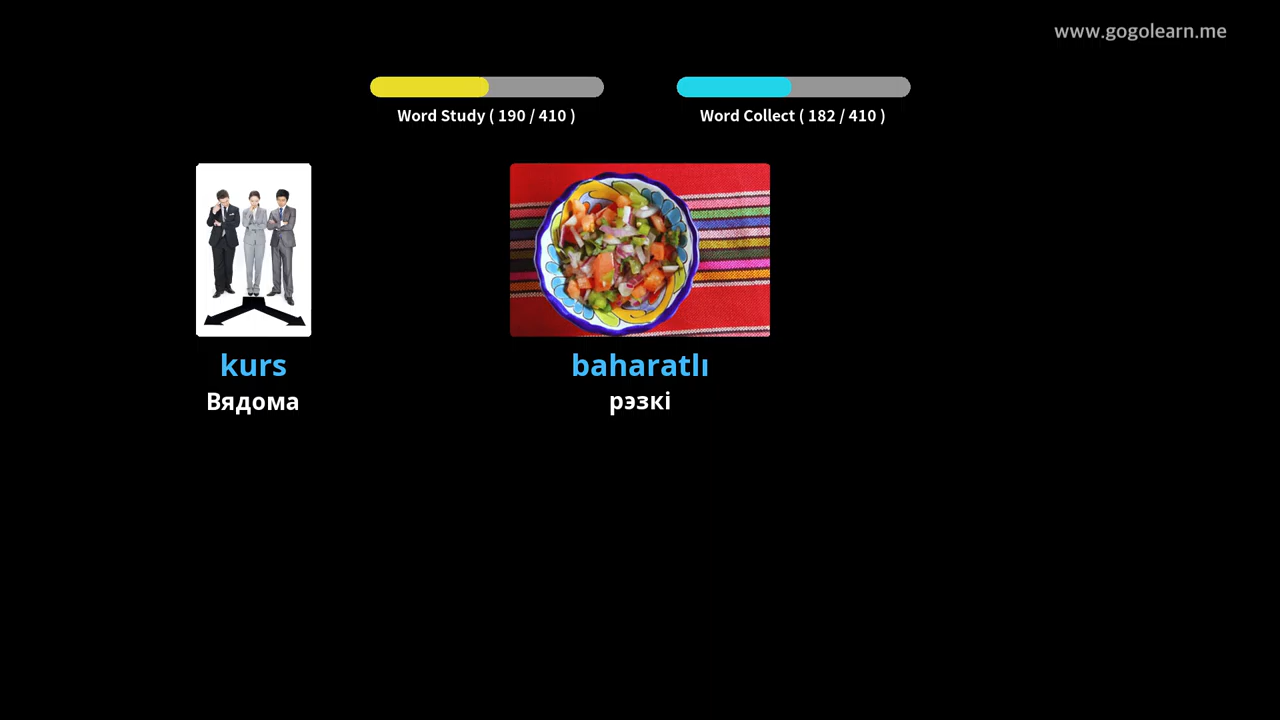 www.gogolearn.me
Word Study ( 190 / 410 )
Word Collect ( 182 / 410 )
kurs
Вядома
baharatlı
рэзкі